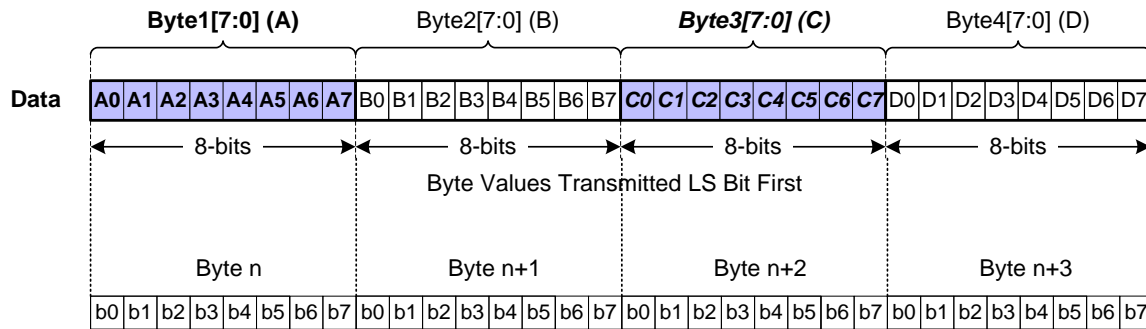 Byte1[7:0] (A) Byte2[7:0] (B) Byte3[7:0] (C) Byte4[7:0] (D)
Data A0 A1 A2 A3 A4 A5 A6 A7 B0 B1 B2 B3 B4 B5 B6 B7 C0 C1 C2 C3 C4 C5 C6 C7 D0 D1 D2 D3 D4 D5 D6 D7
8-bits 8-bits 8-bits 8-bits
Byte Values Transmitted LS Bit First
Byte n Byte n+1 Byte n+2 Byte n+3
b0 b1 b2 b3 b4 b5 b6 b7 b0 b1 b2 b3 b4 b5 b6 b7 b0 b1 b2 b3 b4 b5 b6 b7 b0 b1 b2 b3 b4 b5 b6 b7